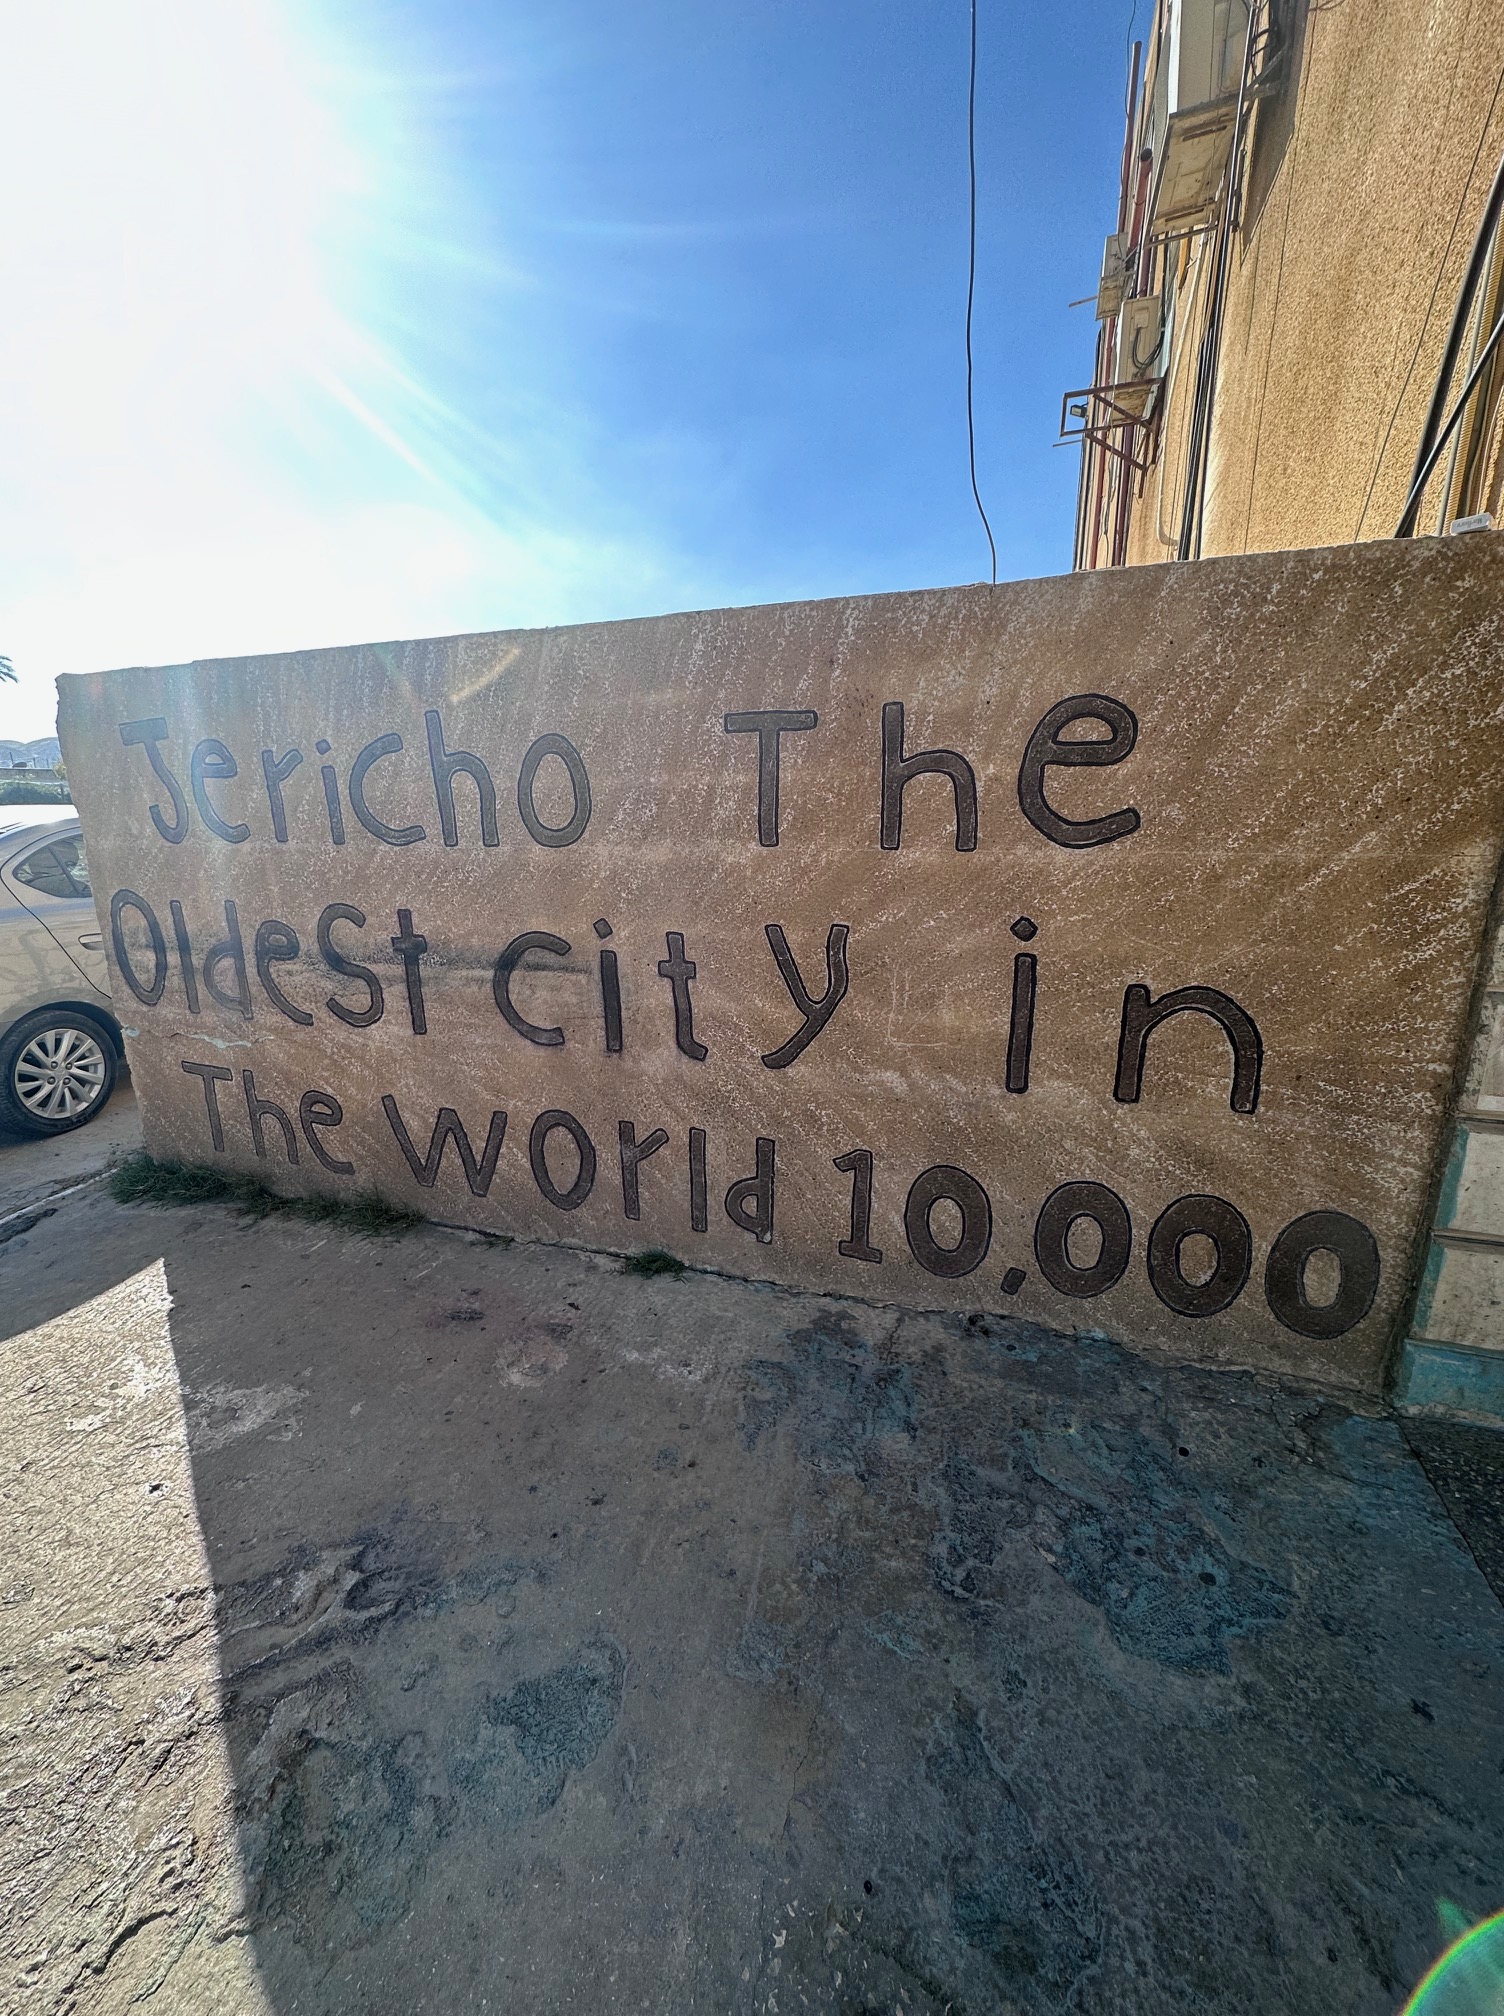 Jericho The
OldeSt city in
The world 10,000